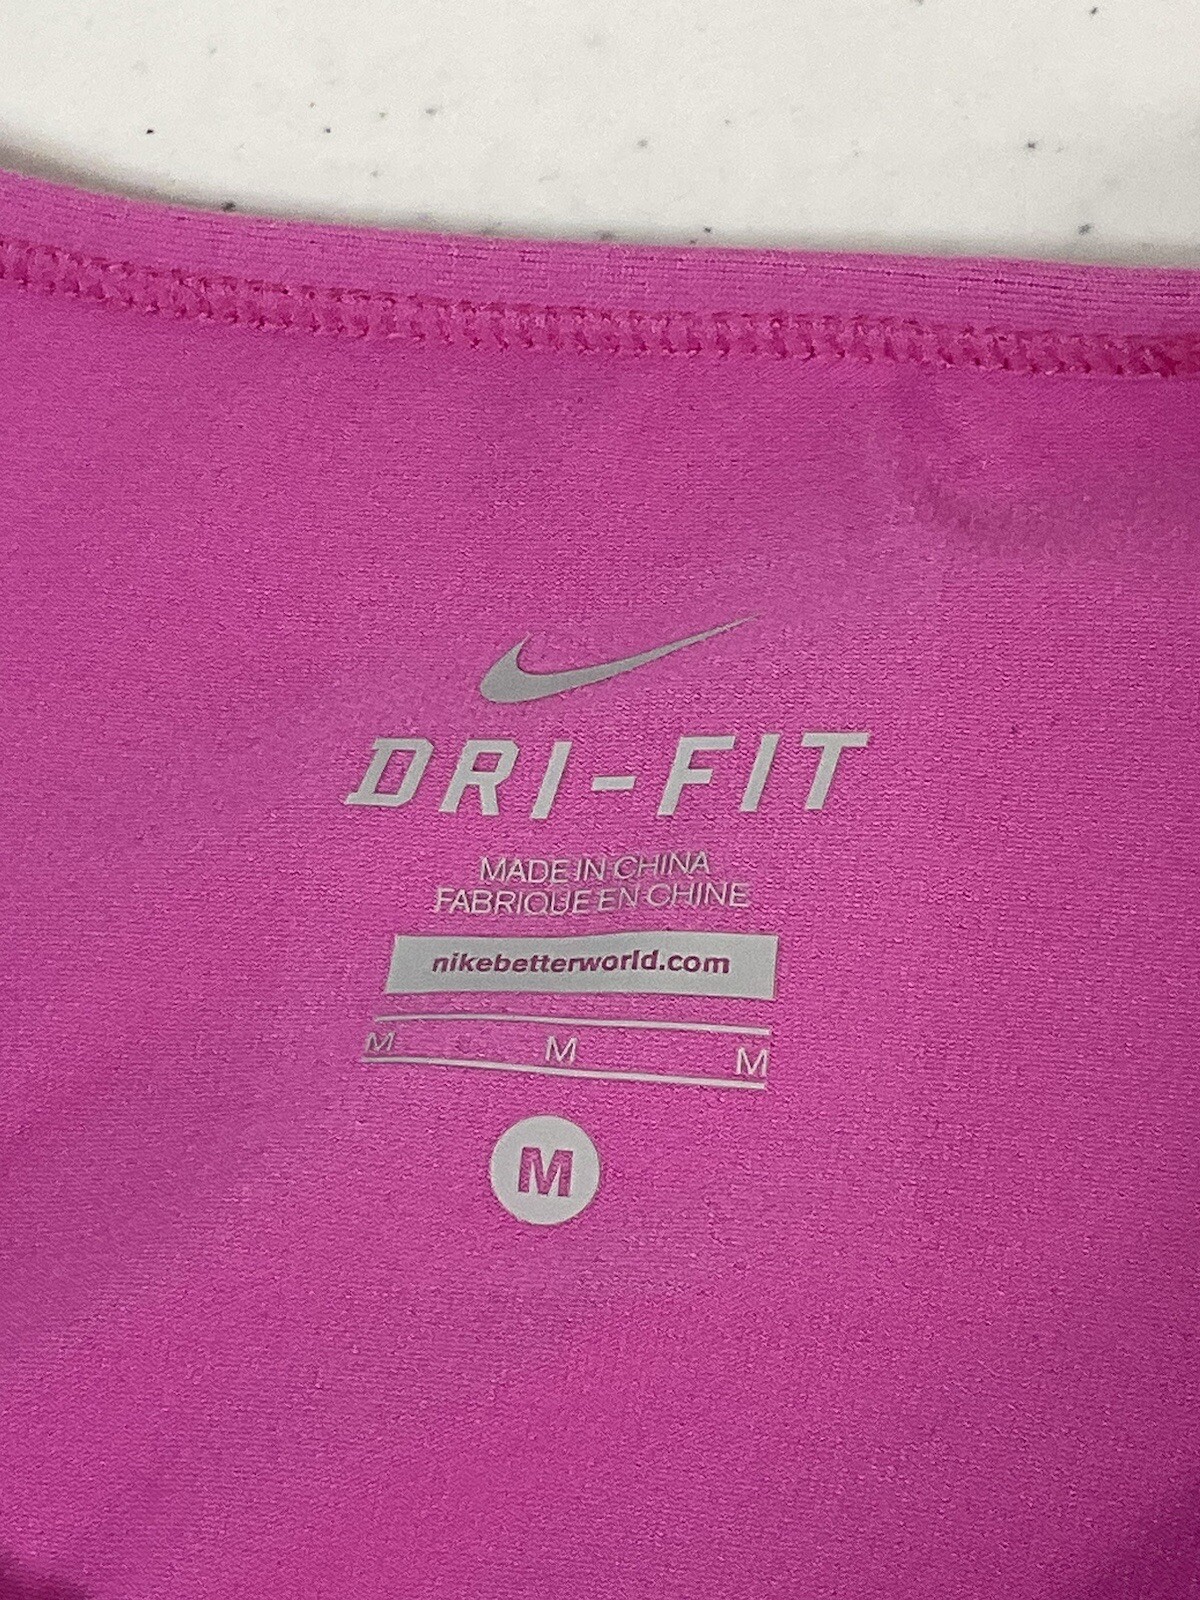 DRI-FIT
MADE IN CHINA
FABRIQUE EN CHINE
nikebetterworld.com
M M M
M